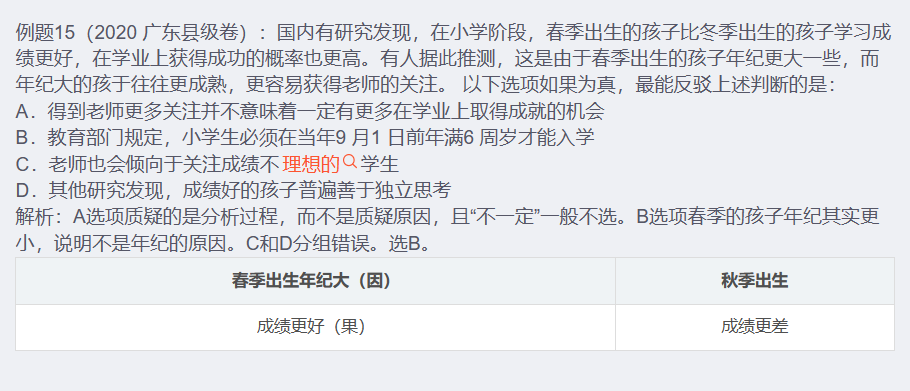 例题15（2020 广东县级卷）：国内有研究发现，在小学阶段，春季出生的孩子比冬季出生的孩子学习成
绩更好，在学业上获得成功的概率也更高。有人据此推测，这是由于春季出生的孩子年纪更大一些，而
年纪大的孩于往往更成熟，更容易获得老师的关注。 以下选项如果为真，最能反驳上述判断的是：
A．得到老师更多关注并不意味着一定有更多在学业上取得成就的机会
B．教育部门规定，小学生必须在当年9 月1 日前年满6 周岁才能入学
C．老师也会倾向于关注成绩不理想的学生
D．其他研究发现，成绩好的孩子普遍善于独立思考
解析：A选项质疑的是分析过程，而不是质疑原因，且“不一定”一般不选。B选项春季的孩子年纪其实更
小，说明不是年纪的原因。C和D分组错误。选B。
春季出生年纪大（因） 秋季出生
成绩更好（果） 成绩更差